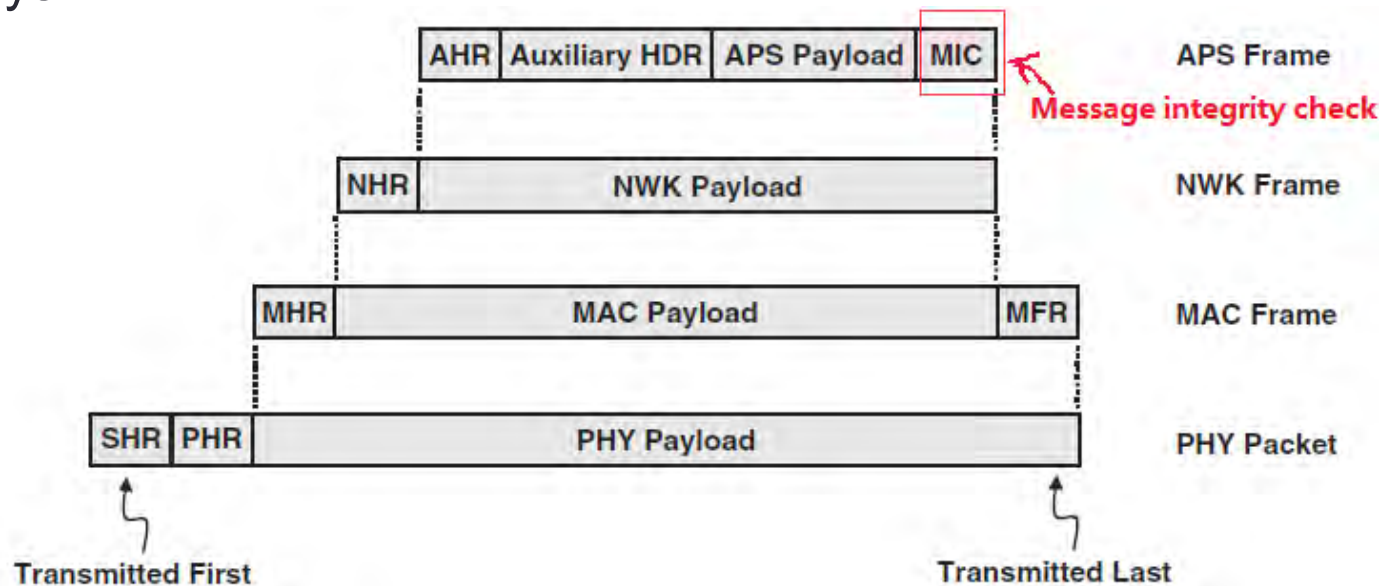 AHR Auxiliary HDR APS Payload MIC APS Frame
Message integrity check
NHR NWK Payload NWK Frame
MHR MAC Payload MFR MAC Frame
SHR PHR PHY Payload PHY Packet
Transmitted First Transmitted Last